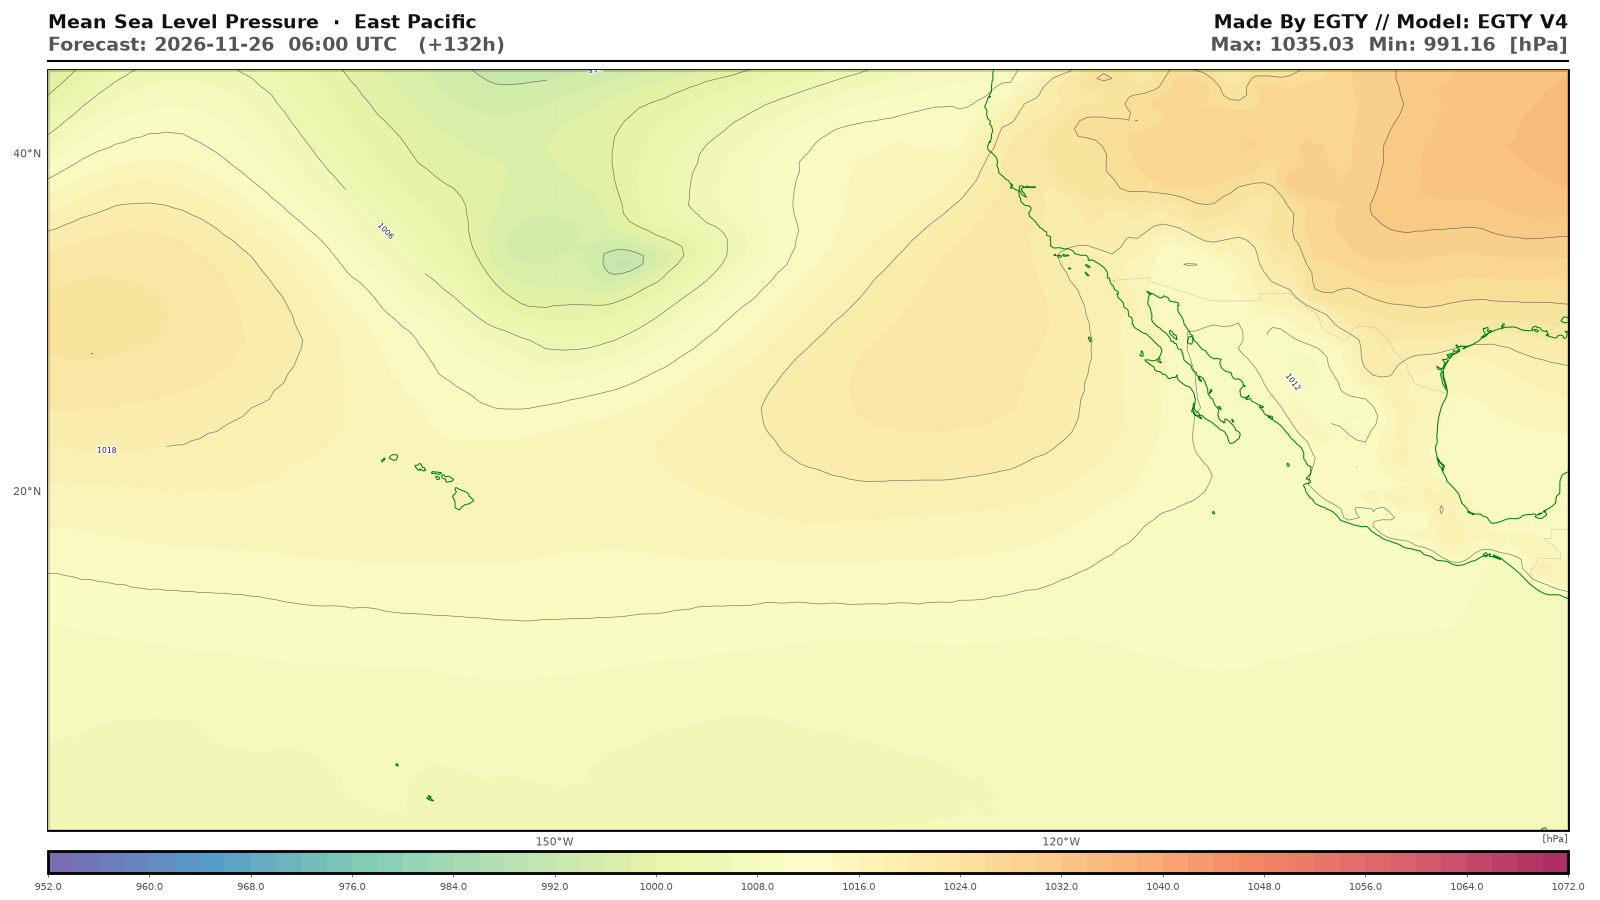 Mean Sea Level Pressure · East Pacific
Made By EGTY // Model: EGTY V4
Forecast: 2026-11-26 06:00 UTC (+132h)
Max: 1035.03 Min: 991.16 [hPa]
40°N
1006
1012
1018
20°N
150°W
120°W
[hPa]
952.0 960.0 968.0 976.0 984.0 992.0 1000.0 1008.0 1016.0 1024.0 1032.0 1040.0 1048.0 1056.0 1064.0 1072.0